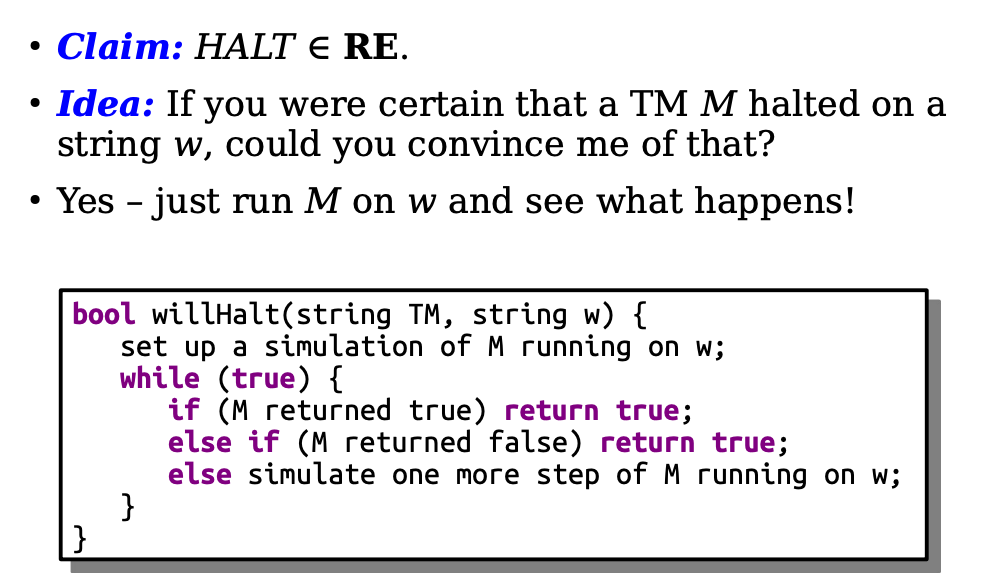 • Claim: HALT ∈ RE.
• Idea: If you were certain that a TM M halted on a
string w, could you convince me of that?
• Yes – just run M on w and see what happens!
bool willHalt(string TM, string w) {
   set up a simulation of M running on w;
   while (true) {
      if (M returned true) return true;
      else if (M returned false) return true;
      else simulate one more step of M running on w;
   }
}